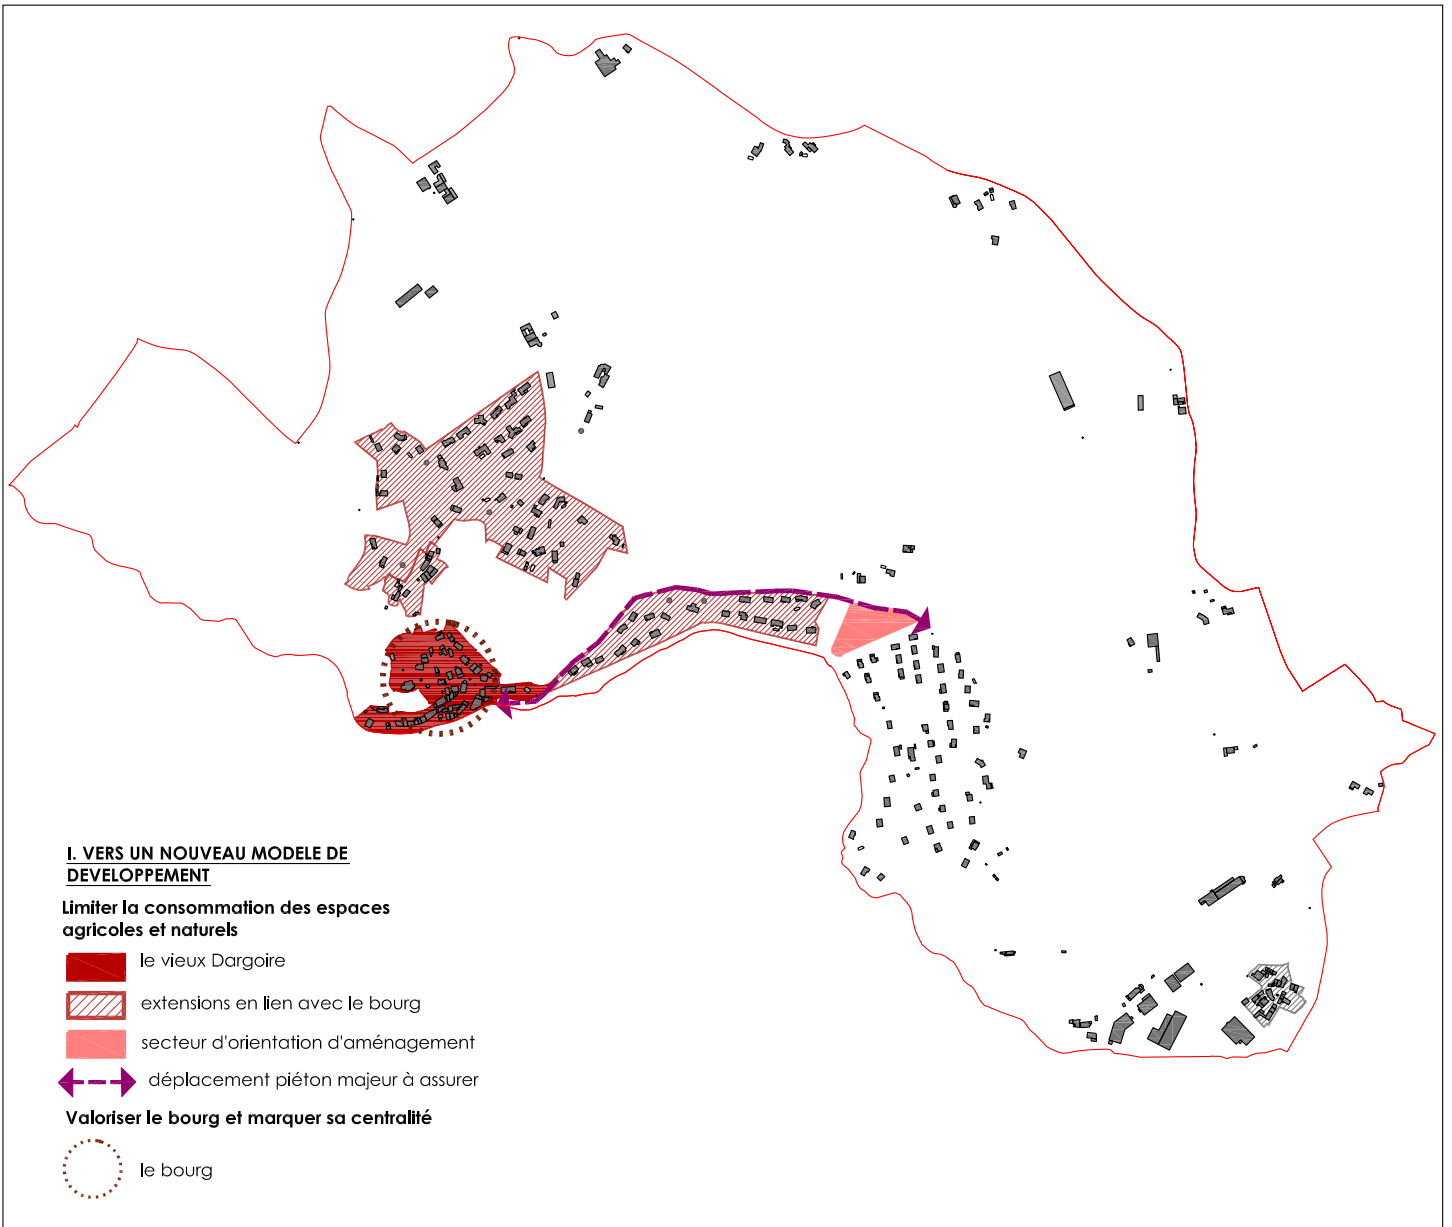 I. VERS UN NOUVEAU MODELE DE
DEVELOPPEMENT
Limiter la consommation des espaces
agricoles et naturels
le vieux Dargoire
extensions en lien avec le bourg
secteur d'orientation d'aménagement
déplacement piéton majeur à assurer
Valoriser le bourg et marquer sa centralité
le bourg